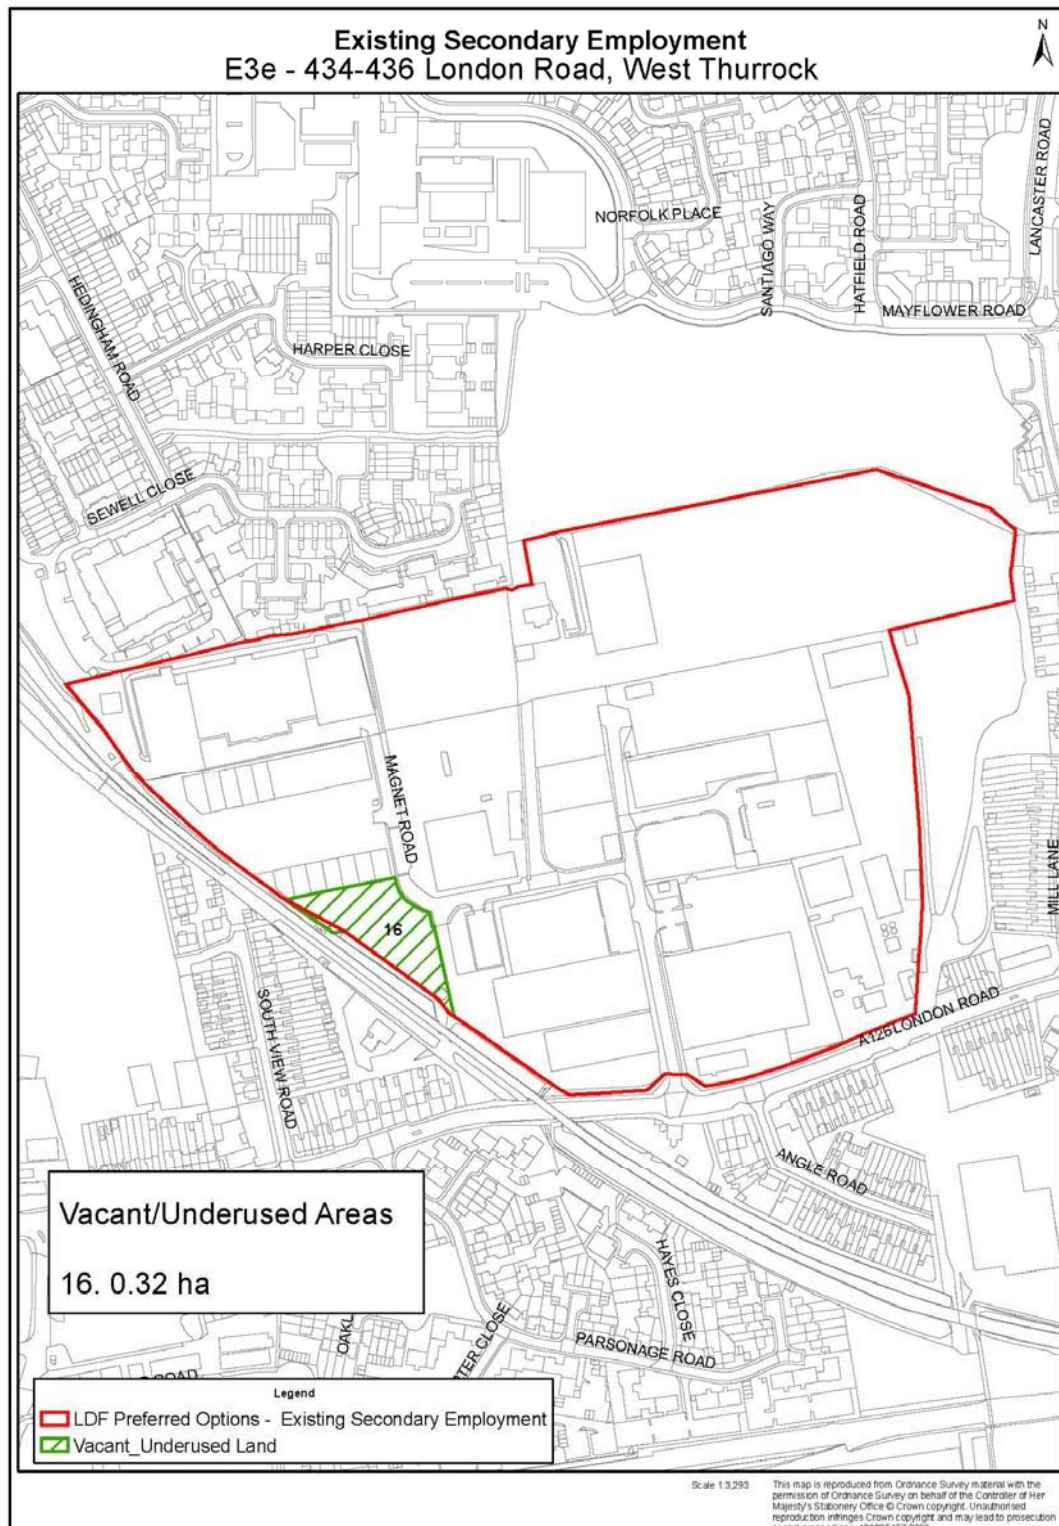 Existing Secondary Employment
E3e - 434-436 London Road, West Thurrock
N
LANCASTER ROAD
NORFOLK PLACE
SANTIAGO WAY
HATFIELD ROAD
MAYFLOWER ROAD
HEDINGHAM ROAD
HARPER CLOSE
SEWELL CLOSE
MAGNET ROAD
MILL LANE
16
SOUTH VIEW ROAD
A126LONDON ROAD
ANGLE ROAD
Vacant/Underused Areas
16. 0.32 ha
HAYES CLOSE
OAKL
TER CLOSE
PARSONAGE ROAD
ROAD
Legend
LDF Preferred Options - Existing Secondary Employment
Vacant_Underused Land
Scale 1:3,293
This map is reproduced from Ordnance Survey material with the
permission of Ordnance Survey on behalf of the Controller of Her
Majesty's Stationery Office © Crown copyright. Unauthorised
reproduction infringes Crown copyright and may lead to prosecution